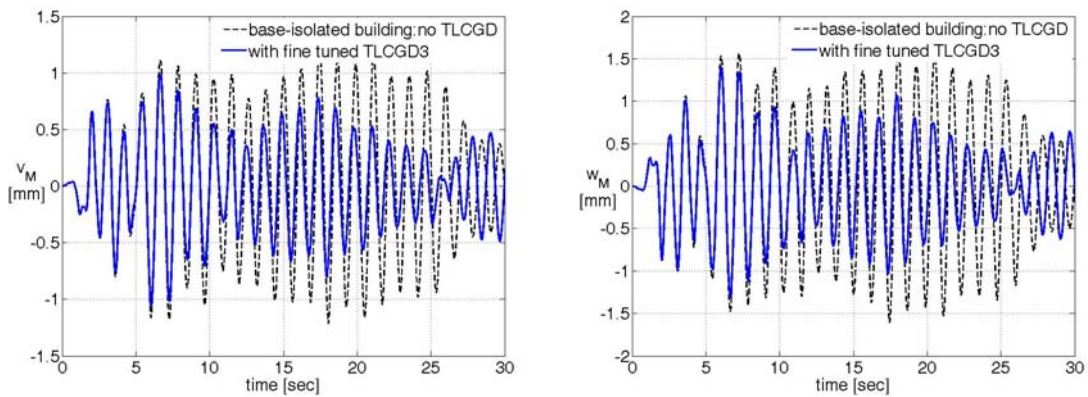 1.5
1
0.5
0
-0.5
-1
-1.5
v_M
[mm]
0 5 10 15 20 25 30
time [sec]
base-isolated building:no TLCGD
with fine tuned TLCGD3
2
1.5
1
0.5
0
-0.5
-1
-1.5
-2
w_M
[mm]
0 5 10 15 20 25 30
time [sec]
base-isolated building:no TLCGD
with fine tuned TLCGD3